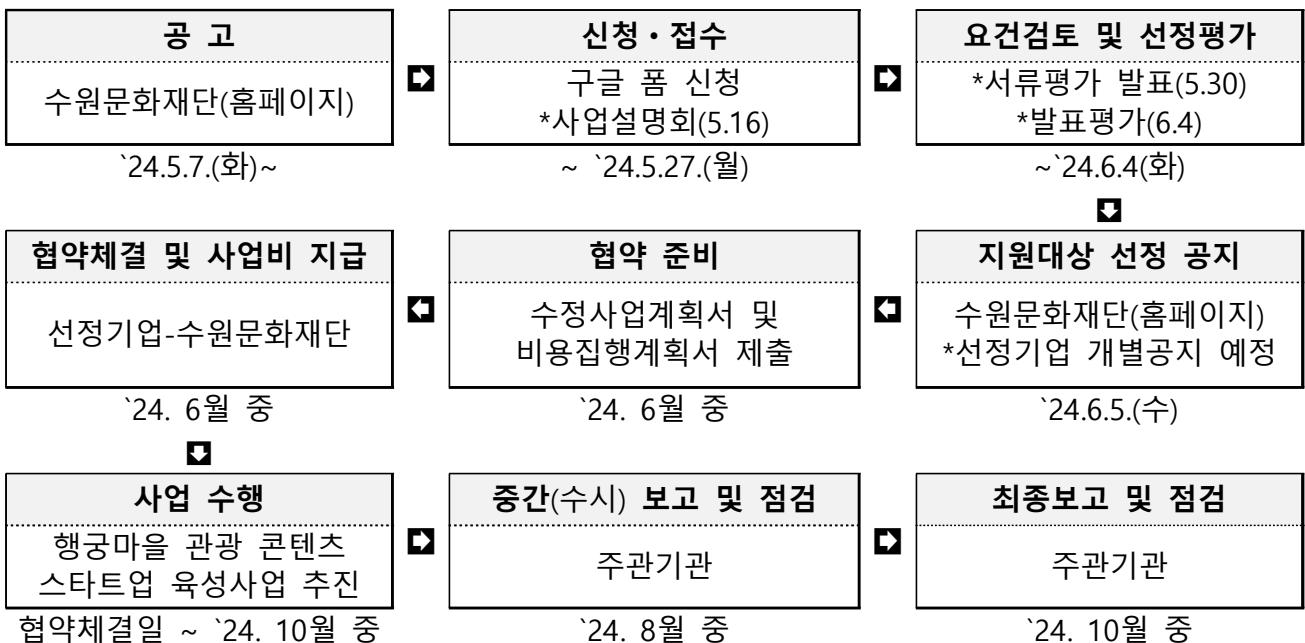 공 고
수원문화재단(홈페이지)
`24.5.7.(화)~
신청・접수
구글 폼 신청
*사업설명회(5.16)
~ `24.5.27.(월)
요건검토 및 선정평가
*서류평가 발표(5.30)
*발표평가(6.4)
~`24.6.4(화)
지원대상 선정 공지
수원문화재단(홈페이지)
*선정기업 개별공지 예정
`24.6.5.(수)
협약 준비
수정사업계획서 및
비용집행계획서 제출
`24. 6월 중
협약체결 및 사업비 지급
선정기업-수원문화재단
`24. 6월 중
사업 수행
행궁마을 관광 콘텐츠
스타트업 육성사업 추진
협약체결일 ~ `24. 10월 중
중간(수시) 보고 및 점검
주관기관
`24. 8월 중
최종보고 및 점검
주관기관
`24. 10월 중